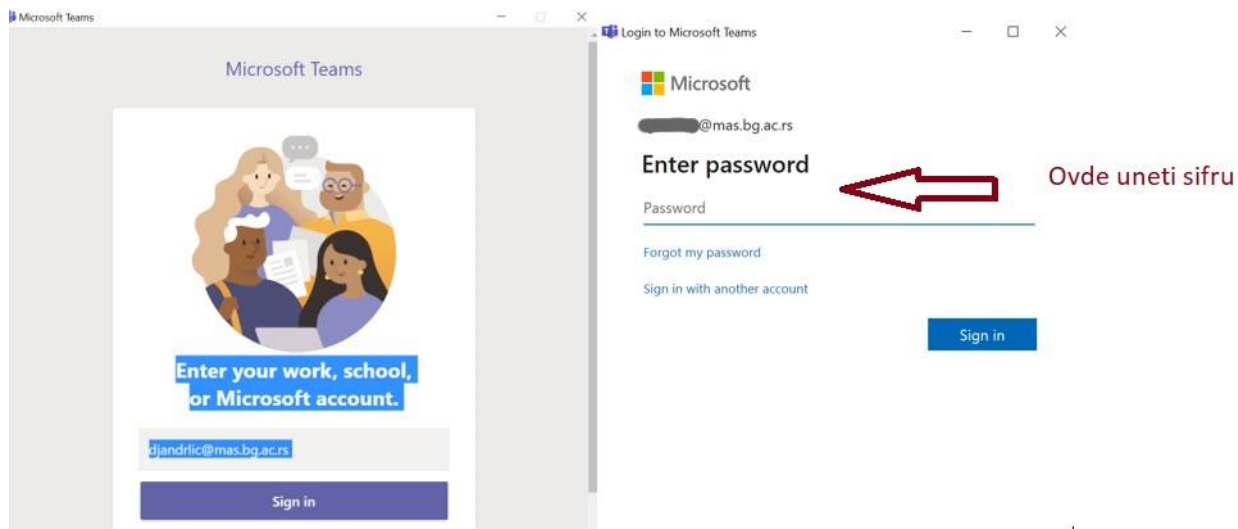 Microsoft Teams
Microsoft Teams
Enter your work, school,
or Microsoft account.
djandrlic@mas.bg.ac.rs
Sign in
Login to Microsoft Teams
Microsoft
@mas.bg.ac.rs
Enter password
Password
Forgot my password
Sign in with another account
Sign in
Ovde uneti sifru